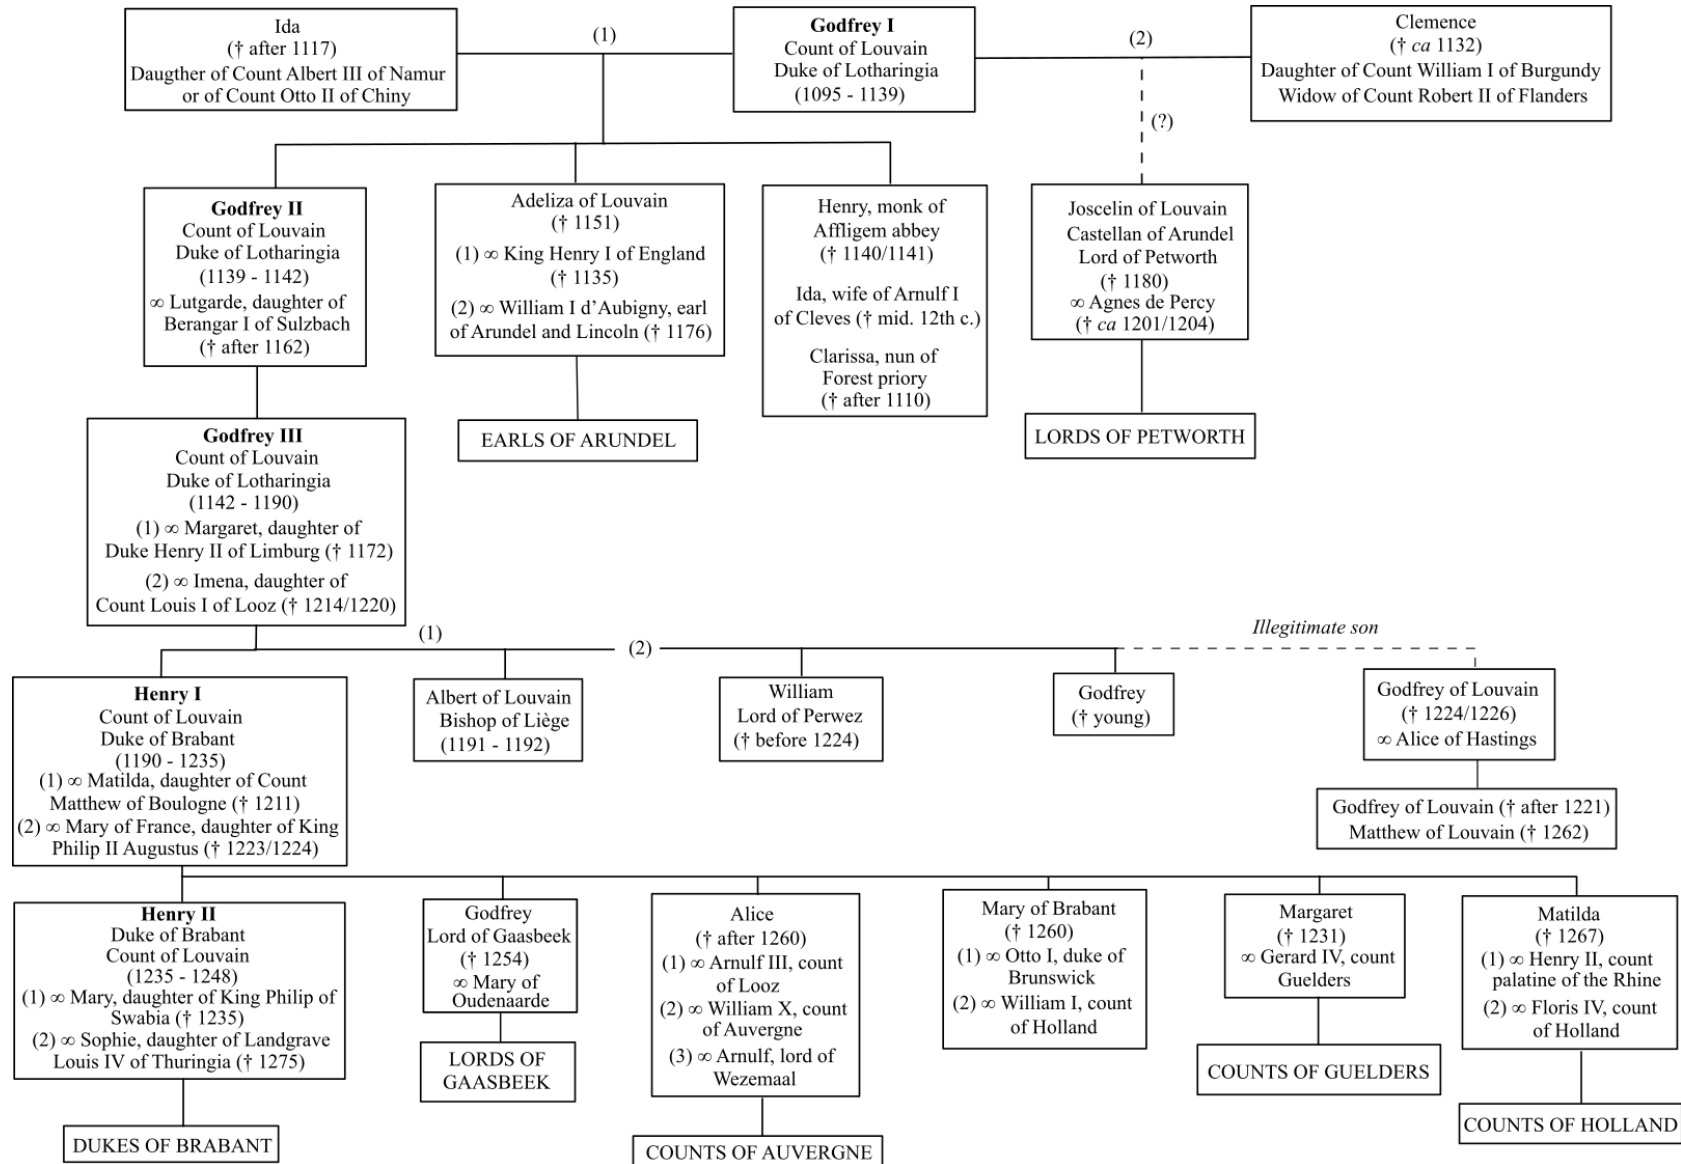 Ida
(† after 1117)
Daugther of Count Albert III of Namur
or of Count Otto II of Chiny
(1)
Godfrey I
Count of Louvain
Duke of Lotharingia
(1095 - 1139)
(2)
Clemence
(† ca 1132)
Daughter of Count William I of Burgundy
Widow of Count Robert II of Flanders
(?)
Godfrey II
Count of Louvain
Duke of Lotharingia
(1139 - 1142)
∞ Lutgarde, daughter of
Berangar I of Sulzbach
(† after 1162)
Adeliza of Louvain
(† 1151)
(1) ∞ King Henry I of England
(† 1135)
(2) ∞ William I d’Aubigny, earl
of Arundel and Lincoln († 1176)
Henry, monk of
Affligem abbey
(† 1140/1141)
Ida, wife of Arnulf I
of Cleves († mid. 12th c.)
Clarissa, nun of
Forest priory
(† after 1110)
Joscelin of Louvain
Castellan of Arundel
Lord of Petworth
(† 1180)
∞ Agnes de Percy
(† ca 1201/1204)
EARLS OF ARUNDEL
LORDS OF PETWORTH
Godfrey III
Count of Louvain
Duke of Lotharingia
(1142 - 1190)
(1) ∞ Margaret, daughter of
Duke Henry II of Limburg († 1172)
(2) ∞ Imena, daughter of
Count Louis I of Looz († 1214/1220)
(1)
(2)
Illegitimate son
Henry I
Count of Louvain
Duke of Brabant
(1190 - 1235)
(1) ∞ Matilda, daughter of Count
Matthew of Boulogne († 1211)
(2) ∞ Mary of France, daughter of King
Philip II Augustus († 1223/1224)
Albert of Louvain
Bishop of Liège
(1191 - 1192)
William
Lord of Perwez
(† before 1224)
Godfrey
(† young)
Godfrey of Louvain
(† 1224/1226)
∞ Alice of Hastings
Godfrey of Louvain († after 1221)
Matthew of Louvain († 1262)
Henry II
Duke of Brabant
Count of Louvain
(1235 - 1248)
(1) ∞ Mary, daughter of King Philip of
Swabia († 1235)
(2) ∞ Sophie, daughter of Landgrave
Louis IV of Thuringia († 1275)
Godfrey
Lord of Gaasbeek
(† 1254)
∞ Mary of
Oudenaarde
Alice
(† after 1260)
(1) ∞ Arnulf III, count
of Looz
(2) ∞ William X, count
of Auvergne
(3) ∞ Arnulf, lord of
Wezemaal
Mary of Brabant
(† 1260)
(1) ∞ Otto I, duke of
Brunswick
(2) ∞ William I, count
of Holland
Margaret
(† 1231)
∞ Gerard IV, count
Guelders
Matilda
(† 1267)
(1) ∞ Henry II, count
palatine of the Rhine
(2) ∞ Floris IV, count
of Holland
DUKES OF BRABANT
LORDS OF
GAASBEEK
COUNTS OF AUVERGNE
COUNTS OF GUELDERS
COUNTS OF HOLLAND